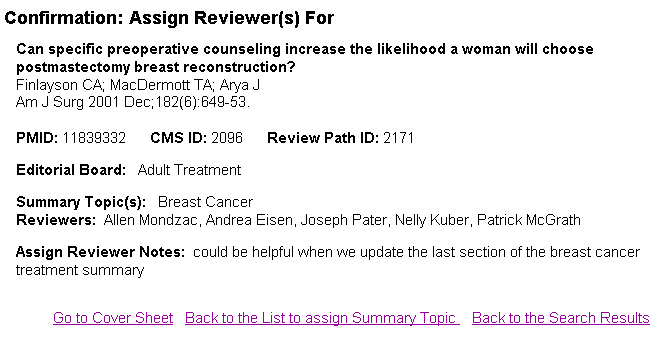 Confirmation: Assign Reviewer(s) For
Can specific preoperative counseling increase the likelihood a woman will choose
postmastectomy breast reconstruction?
Finlayson CA; MacDermott TA; Arya J
Am J Surg 2001 Dec;182(6):649-53.
PMID: 11839332 CMS ID: 2096 Review Path ID: 2171
Editorial Board: Adult Treatment
Summary Topic(s): Breast Cancer
Reviewers: Allen Mondzac, Andrea Eisen, Joseph Pater, Nelly Kuber, Patrick McGrath
Assign Reviewer Notes: could be helpful when we update the last section of the breast cancer
treatment summary
Go to Cover Sheet Back to the List to assign Summary Topic Back to the Search Results